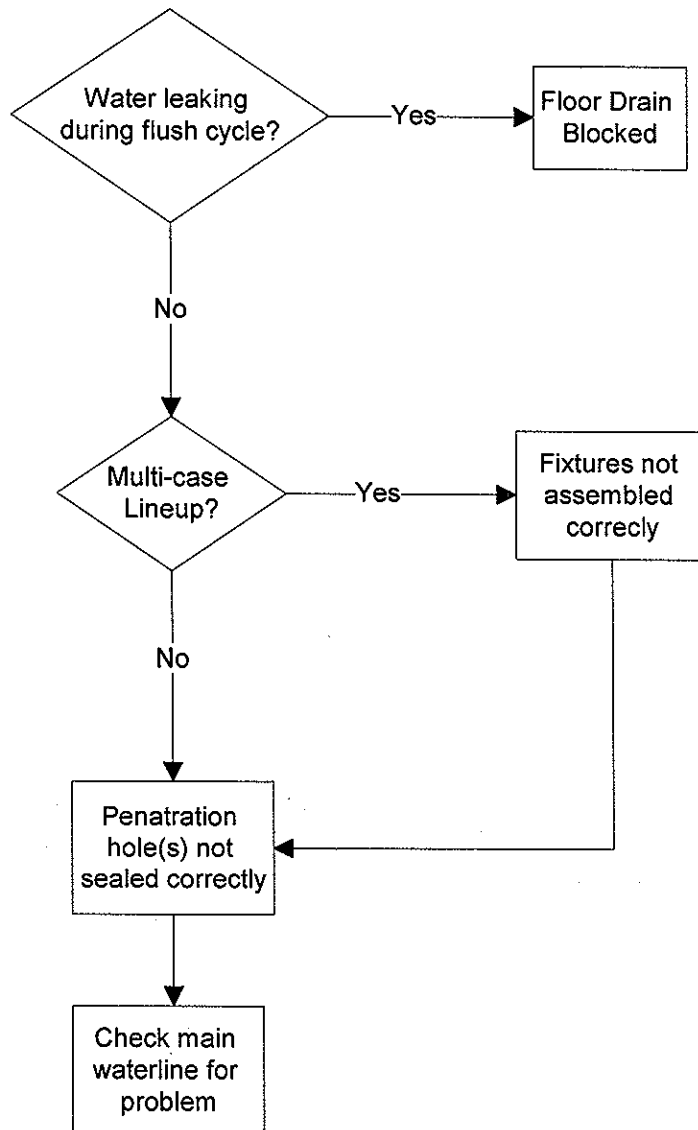 Water leaking
during flush cycle?
Yes
Floor Drain
Blocked
No
Multi-case
Lineup?
Yes
Fixtures not
assembled
correcly
No
Penatration
hole(s) not
sealed correctly
Check main
waterline for
problem